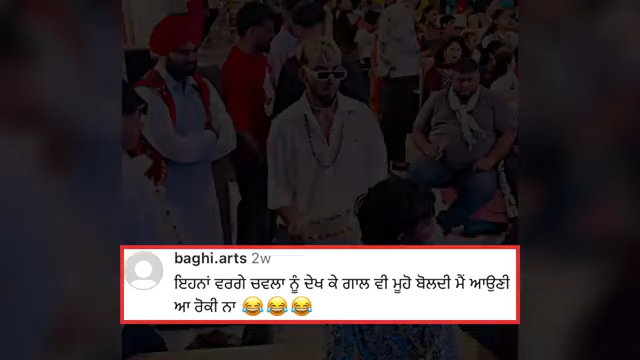 baghi.arts 2w
ਇਹਨਾਂ ਵਰਗੇ ਚਵਲਾ ਨੂੰ ਦੇਖ ਕੇ ਗਾਲ ਵੀ ਮੂਹੋ ਬੋਲਦੀ ਮੈਂ ਆਉਣੀ
ਆ ਰੋਕੀ ਨਾ 😂😂😂